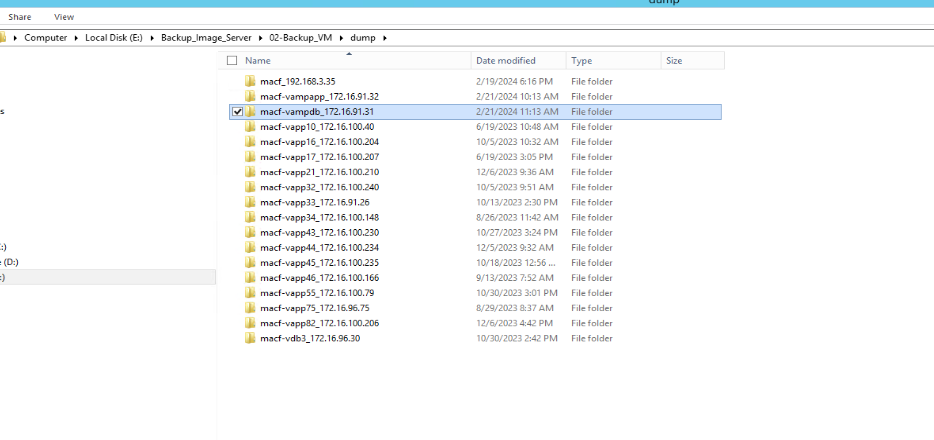 dump
Share View
Computer Local Disk (E:) Backup_Image_Server 02-Backup_VM dump
Name Date modified Type Size
macf_192.168.3.35 2/19/2024 6:16 PM File folder
macf-vampapp_172.16.91.32 2/21/2024 10:13 AM File folder
macf-vampdb_172.16.91.31 2/21/2024 11:13 AM File folder
macf-vapp10_172.16.100.40 6/19/2023 10:48 AM File folder
macf-vapp16_172.16.100.204 10/5/2023 10:32 AM File folder
macf-vapp17_172.16.100.207 6/19/2023 3:05 PM File folder
macf-vapp21_172.16.100.210 12/6/2023 9:36 AM File folder
macf-vapp32_172.16.100.240 10/5/2023 9:51 AM File folder
macf-vapp33_172.16.91.26 10/13/2023 2:30 PM File folder
macf-vapp34_172.16.100.148 8/26/2023 11:42 AM File folder
macf-vapp43_172.16.100.230 10/27/2023 3:24 PM File folder
macf-vapp44_172.16.100.234 12/5/2023 9:32 AM File folder
macf-vapp45_172.16.100.235 10/18/2023 12:56 ... File folder
macf-vapp46_172.16.100.166 9/13/2023 7:52 AM File folder
macf-vapp55_172.16.100.79 10/30/2023 3:01 PM File folder
macf-vapp75_172.16.96.75 8/29/2023 8:37 AM File folder
macf-vapp82_172.16.100.206 12/6/2023 4:42 PM File folder
macf-vdb3_172.16.96.30 10/30/2023 2:42 PM File folder
s
:)
(D:)
:)